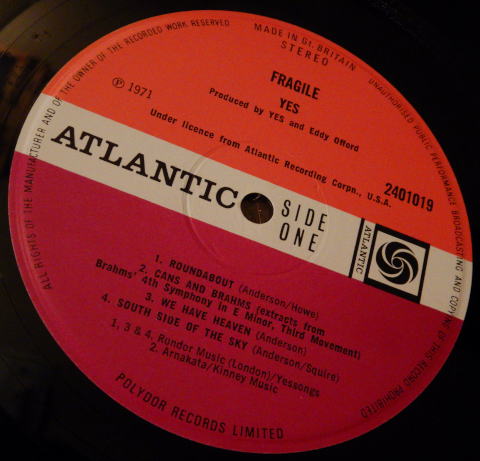 MADE IN Gt. BRITAIN
STEREO
FRAGILE
YES
Ⓟ 1971
Produced by YES and Eddy Offord
Under licence from Atlantic Recording Corpn., U.S.A.
2401019
ATLANTIC
SIDE
ONE
ATLANTIC
1. ROUNDABOUT (Anderson/Howe)
2. CANS AND BRAHMS (extracts from
Brahms' 4th Symphony in E Minor, Third Movement)
3. WE HAVE HEAVEN (Anderson)
4. SOUTH SIDE OF THE SKY (Anderson/Squire)
1, 3 & 4. Rondor Music (London)/Yessongs
2. Arnakata/Kinney Music
POLYDOR RECORDS LIMITED
ALL RIGHTS OF THE MANUFACTURER AND OF THE OWNER OF THE RECORDED WORK RESERVED
UNAUTHORISED PUBLIC PERFORMANCE BROADCASTING AND COPYING OF THIS RECORD PROHIBITED